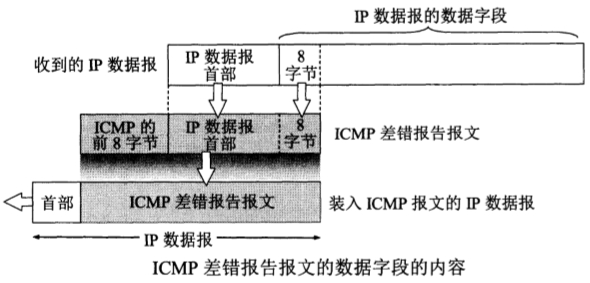 IP 数据报的数据字段
收到的 IP 数据报
IP 数据报
首部
8
字节
ICMP 的
前 8 字节
IP 数据报
首部
8
字节
ICMP 差错报告报文
首部
ICMP 差错报告报文
装入 ICMP 报文的 IP 数据报
IP 数据报
ICMP 差错报告报文的数据字段的内容